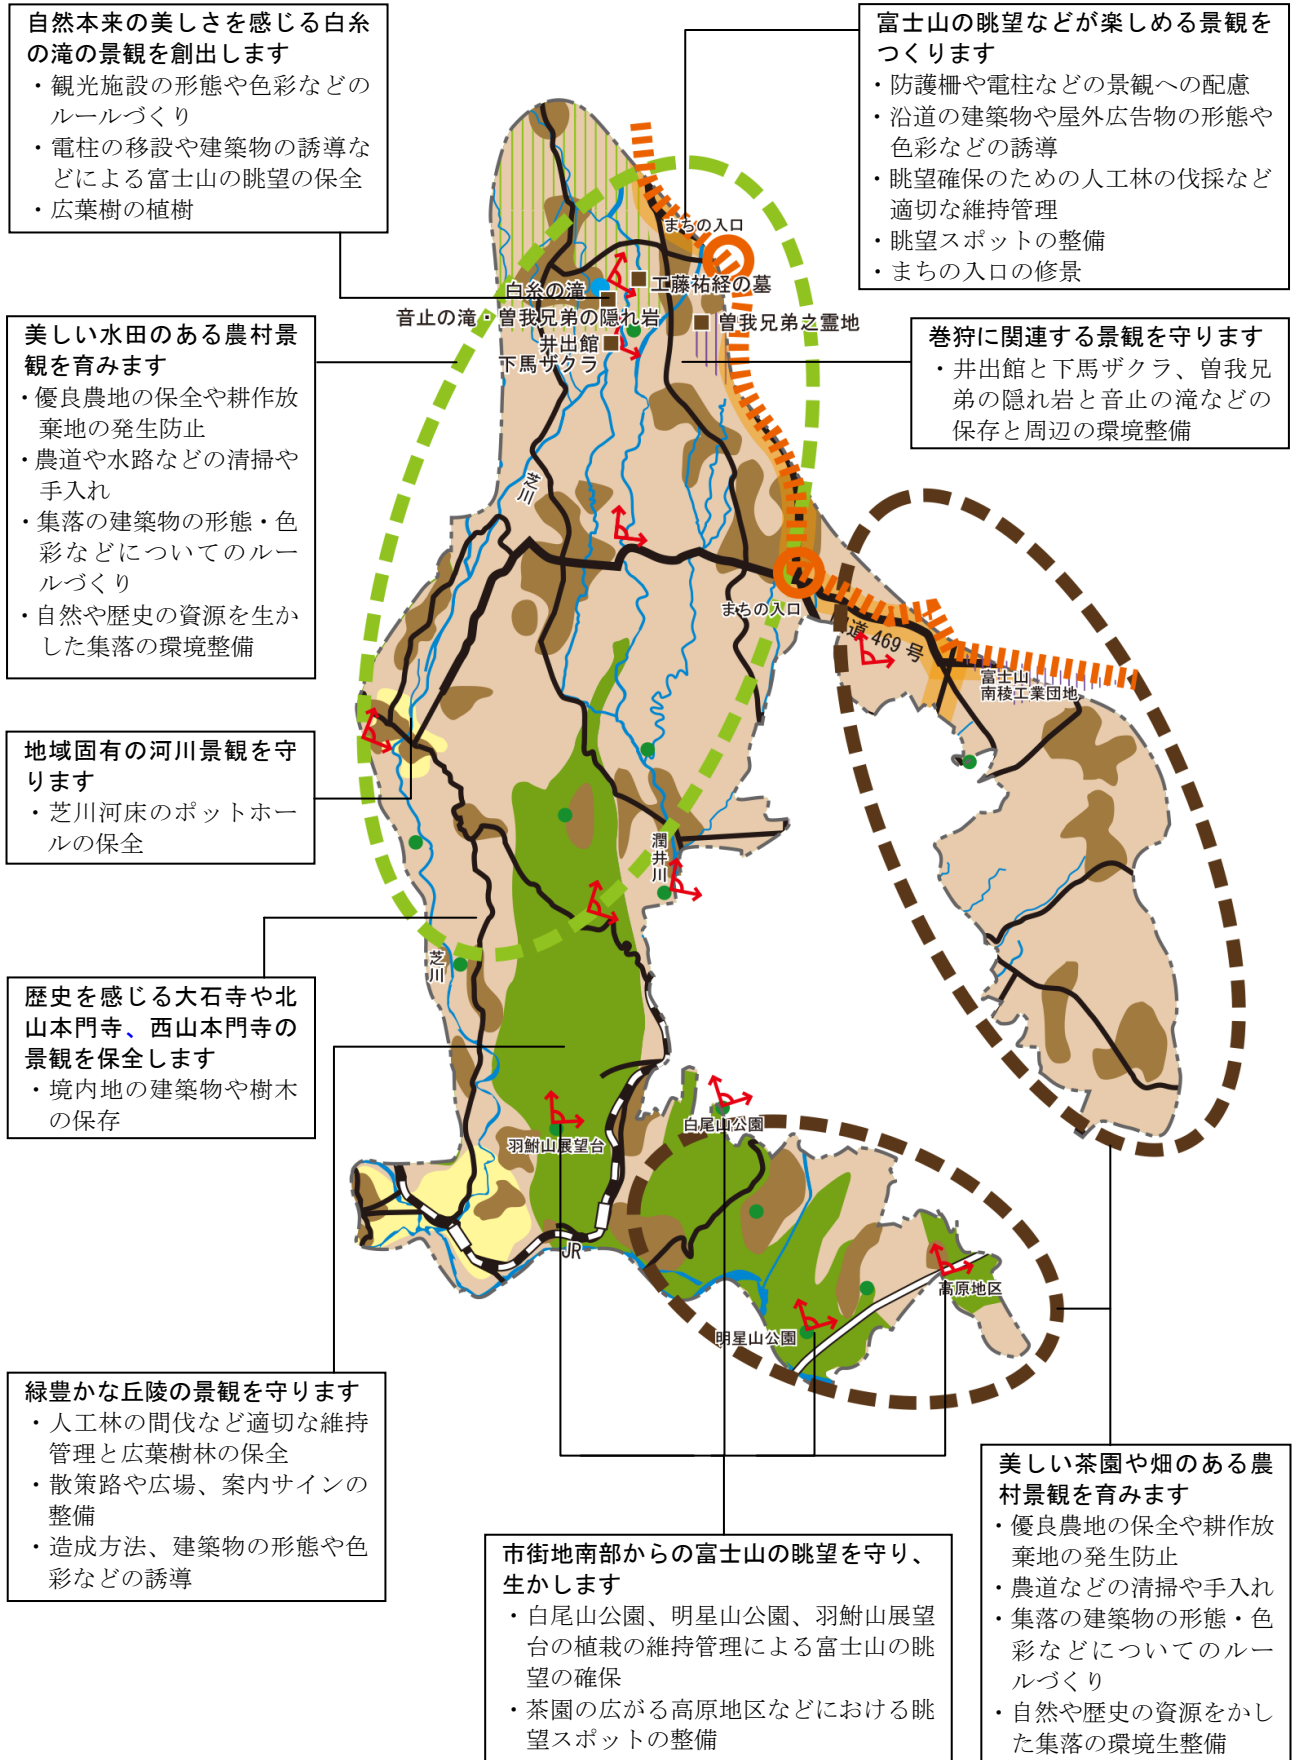 自然本来の美しさを感じる白糸
の滝の景観を創出します
・観光施設の形態や色彩などの
ルールづくり
・電柱の移設や建築物の誘導な
どによる富士山の眺望の保全
・広葉樹の植樹
富士山の眺望などが楽しめる景観を
つくります
・防護柵や電柱などの景観への配慮
・沿道の建築物や屋外広告物の形態や
色彩などの誘導
・眺望確保のための人工林の伐採など
適切な維持管理
・眺望スポットの整備
・まちの入口の修景
美しい水田のある農村景
観を育みます
・優良農地の保全や耕作放
棄地の発生防止
・農道や水路などの清掃や
手入れ
・集落の建築物の形態・色
彩などについてのルー
ルづくり
・自然や歴史の資源を生か
した集落の環境整備
巻狩に関連する景観を守ります
・井出館と下馬ザクラ、曽我兄
弟の隠れ岩と音止の滝などの
保存と周辺の環境整備
まちの入口
白糸の滝
工藤祐経の墓
音止の滝・曽我兄弟の隠れ岩
曽我兄弟之霊地
井出館
下馬ザクラ
芝川
まちの入口
道 469 号
富士山
南稜工業団地
地域固有の河川景観を守
ります
・芝川河床のポットホー
ルの保全
潤井川
芝川
歴史を感じる大石寺や北
山本門寺、西山本門寺の
景観を保全します
・境内地の建築物や樹木
の保存
羽鮒山展望台
白尾山公園
JR
高原地区
明星山公園
緑豊かな丘陵の景観を守ります
・人工林の間伐など適切な維持
管理と広葉樹林の保全
・散策路や広場、案内サインの
整備
・造成方法、建築物の形態や色
彩などの誘導
市街地南部からの富士山の眺望を守り、
生かします
・白尾山公園、明星山公園、羽鮒山展望
台の植栽の維持管理による富士山の眺
望の確保
・茶園の広がる高原地区などにおける眺
望スポットの整備
美しい茶園や畑のある農
村景観を育みます
・優良農地の保全や耕作放
棄地の発生防止
・農道などの清掃や手入れ
・集落の建築物の形態・色
彩などについてのルー
ルづくり
・自然や歴史の資源をかし
た集落の環境生整備